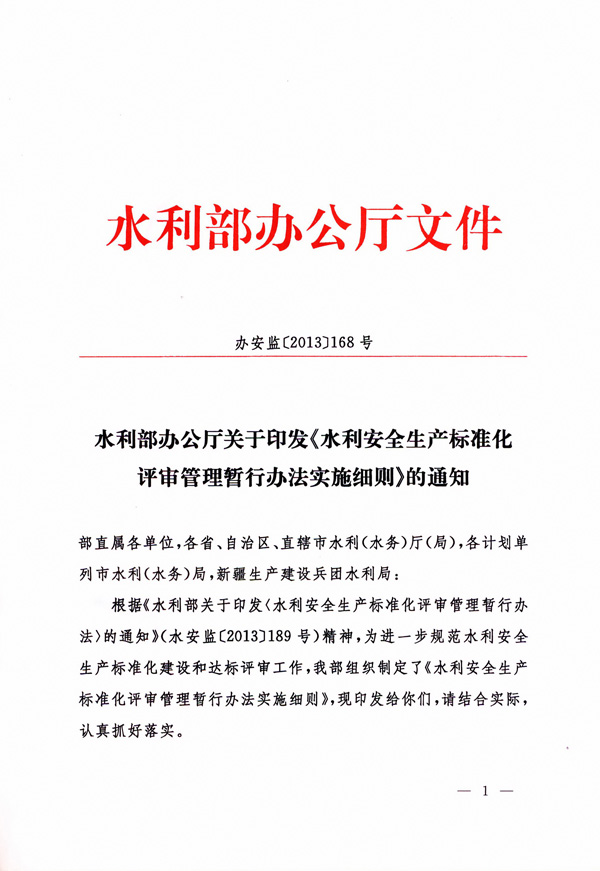 水利部办公厅文件
办安监〔2013〕168号
水利部办公厅关于印发《水利安全生产标准化
评审管理暂行办法实施细则》的通知
部直属各单位,各省、自治区、直辖市水利(水务)厅(局),各计划单
列市水利(水务)局,新疆生产建设兵团水利局:
根据《水利部关于印发〈水利安全生产标准化评审管理暂行办
法〉的通知》(水安监〔2013〕189号)精神,为进一步规范水利安全
生产标准化建设和达标评审工作,我部组织制定了《水利安全生产
标准化评审管理暂行办法实施细则》,现印发给你们,请结合实际,
认真抓好落实。
— 1 —